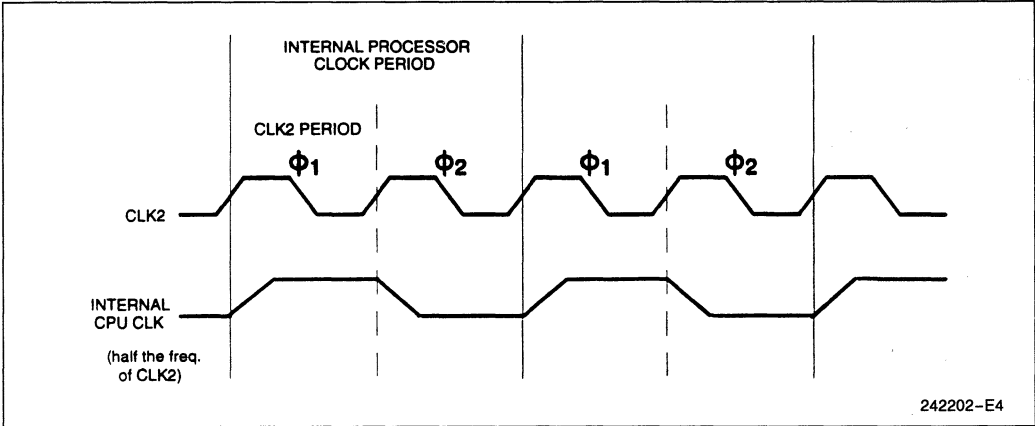 INTERNAL PROCESSOR
CLOCK PERIOD
CLK2 PERIOD
ϕ1
ϕ2
ϕ1
ϕ2
CLK2
INTERNAL
CPU CLK
(half the freq.
of CLK2)
242202-E4